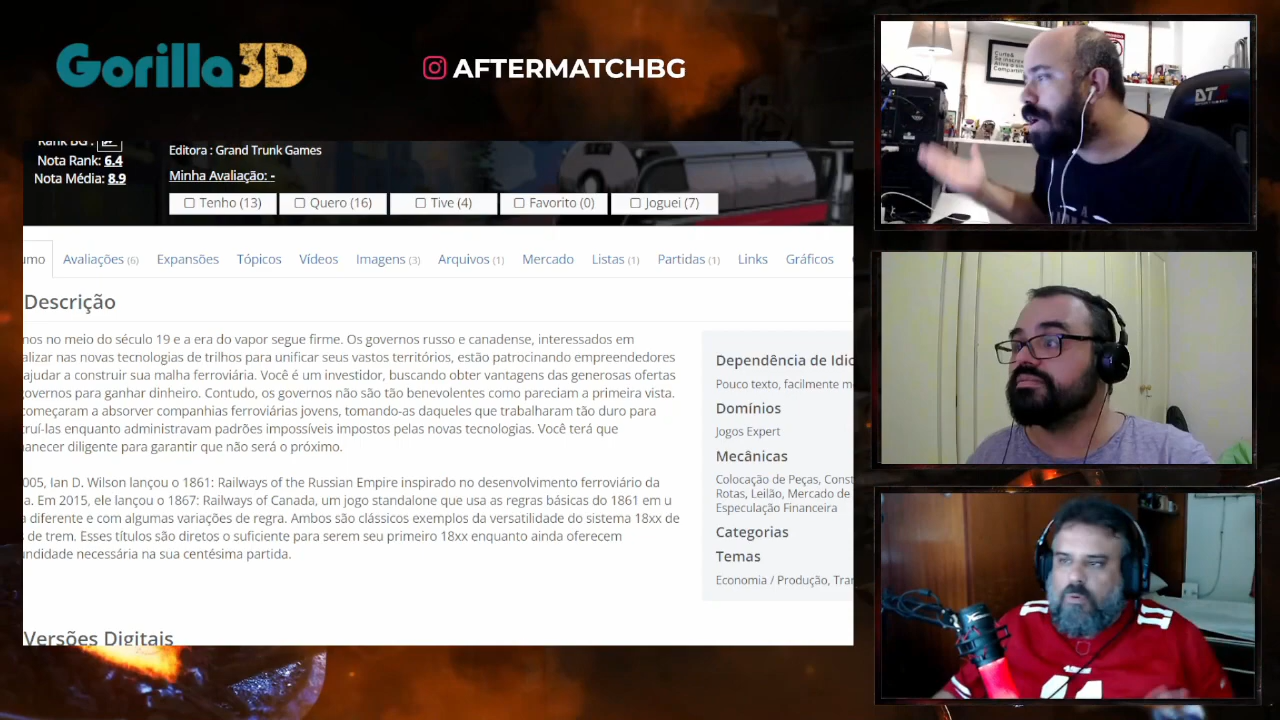 Gorilla3D
AFTERMATCHBG
Rank BG :
Nota Rank: 6.4
Nota Média: 8.9
Editora : Grand Trunk Games
Minha Avaliação: -
Tenho (13)
Quero (16)
Tive (4)
Favorito (0)
Joguei (7)
umo
Avaliações (6)
Expansões
Tópicos
Vídeos
Imagens (3)
Arquivos (1)
Mercado
Listas (1)
Partidas (1)
Links
Gráficos
Descrição
nos no meio do século 19 e a era do vapor segue firme. Os governos russo e canadense, interessados em
alizar nas novas tecnologias de trilhos para unificar seus vastos territórios, estão patrocinando empreendedores
ajudar a construir sua malha ferroviária. Você é um investidor, buscando obter vantagens das generosas ofertas
governos para ganhar dinheiro. Contudo, os governos não são tão benevolentes como pareciam a primeira vista.
começaram a absorver companhias ferroviárias jovens, tomando-as daqueles que trabalharam tão duro para
truí-las enquanto administravam padrões impossíveis impostos pelas novas tecnologias. Você terá que
anecer diligente para garantir que não será o próximo.
005, Ian D. Wilson lançou o 1861: Railways of the Russian Empire inspirado no desenvolvimento ferroviário da
a. Em 2015, ele lançou o 1867: Railways of Canada, um jogo standalone que usa as regras básicas do 1861 em u
a diferente e com algumas variações de regra. Ambos são clássicos exemplos da versatilidade do sistema 18xx de
s de trem. Esses títulos são diretos o suficiente para serem seu primeiro 18xx enquanto ainda oferecem
undidade necessária na sua centésima partida.
Dependência de Idio
Pouco texto, facilmente m
Domínios
Jogos Expert
Mecânicas
Colocação de Peças, Const
Rotas, Leilão, Mercado de
Especulação Financeira
Categorias
Temas
Economia / Produção, Tra
Versões Digitais